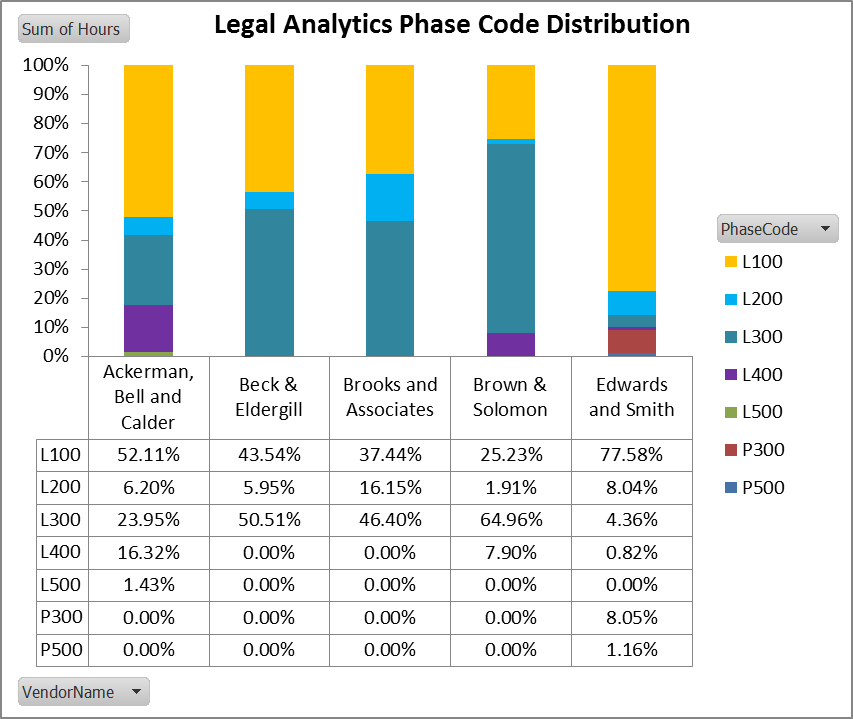 Sum of Hours
Legal Analytics Phase Code Distribution
100%
90%
80%
70%
60%
50%
40%
30%
20%
10%
0%
PhaseCode
L100
L200
L300
L400
L500
P300
P500
Ackerman, Bell and Calder
Beck & Eldergill
Brooks and Associates
Brown & Solomon
Edwards and Smith
L100 52.11% 43.54% 37.44% 25.23% 77.58%
L200 6.20% 5.95% 16.15% 1.91% 8.04%
L300 23.95% 50.51% 46.40% 64.96% 4.36%
L400 16.32% 0.00% 0.00% 7.90% 0.82%
L500 1.43% 0.00% 0.00% 0.00% 0.00%
P300 0.00% 0.00% 0.00% 0.00% 8.05%
P500 0.00% 0.00% 0.00% 0.00% 1.16%
VendorName